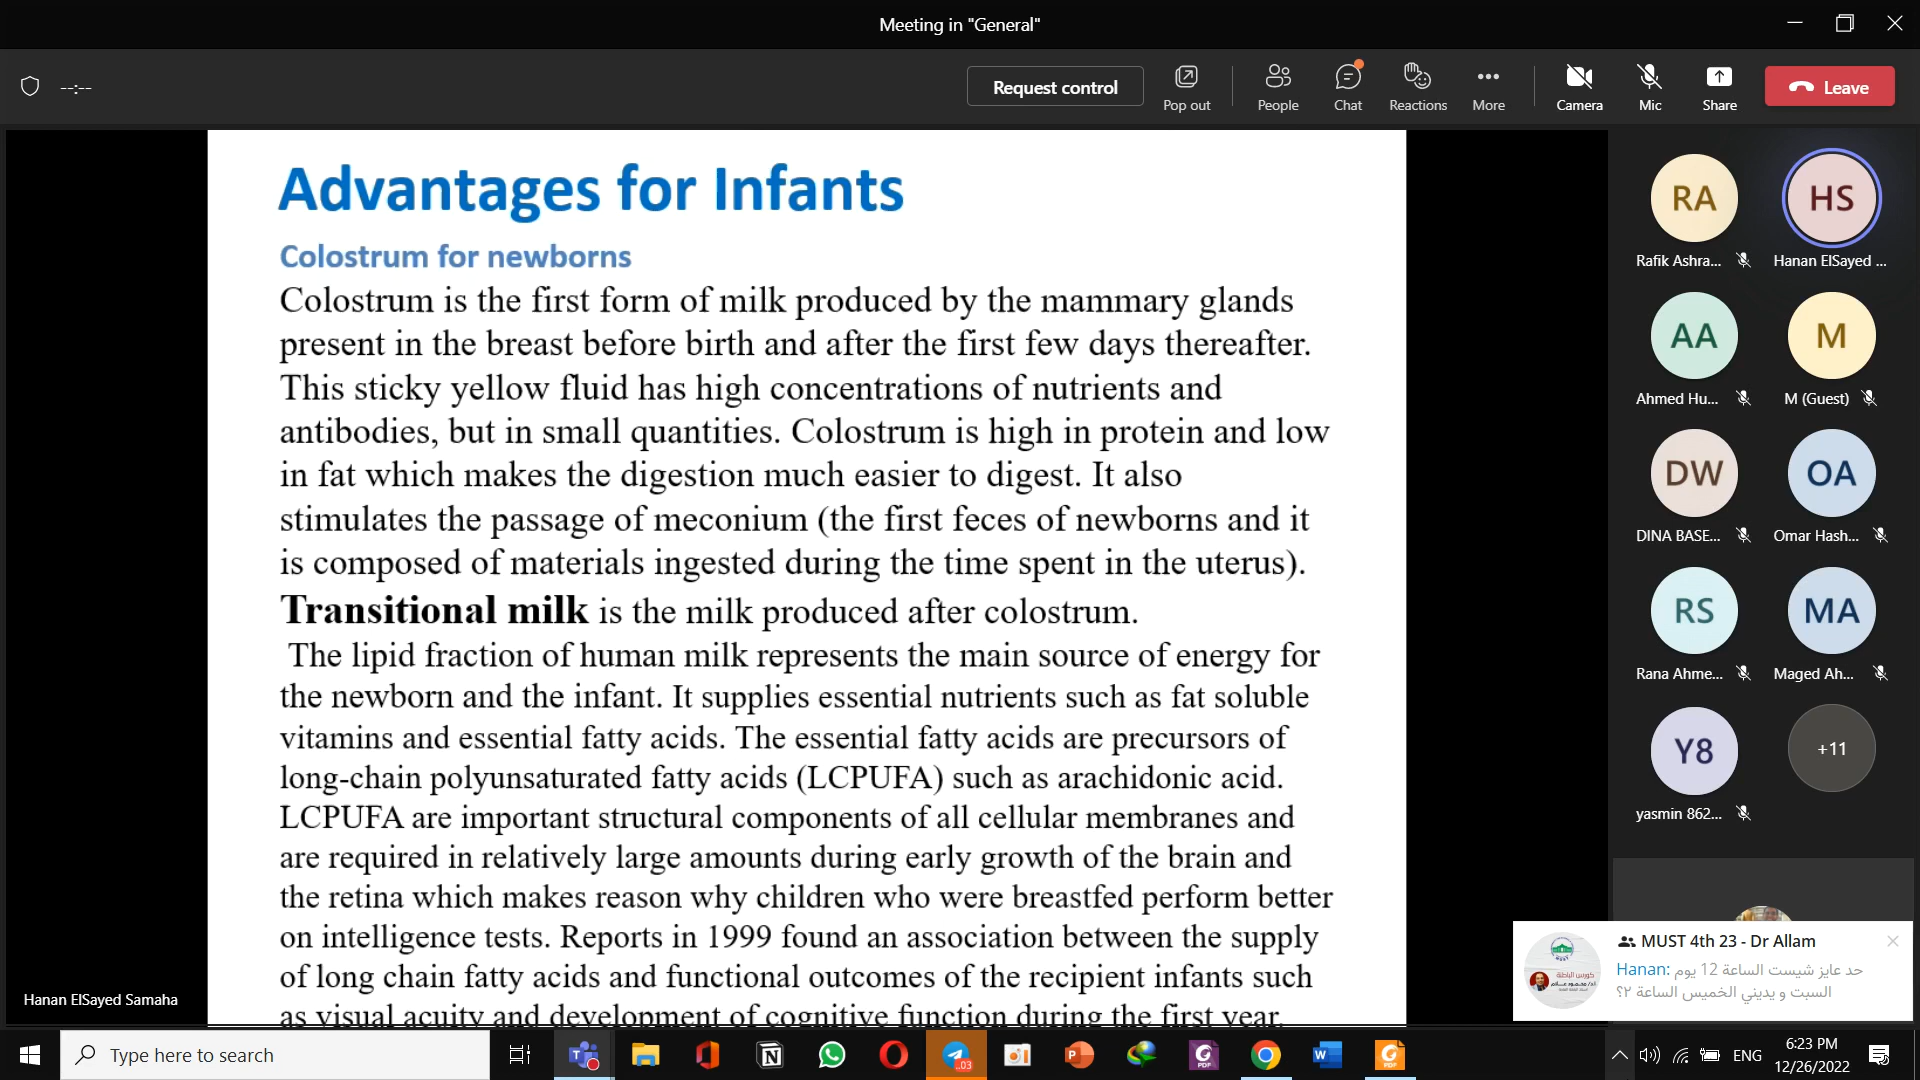 Meeting in "General"
--:--
Request control
Pop out
People
Chat
Reactions
More
Camera
Mic
Share
Leave
Advantages for Infants
Colostrum for newborns
Colostrum is the first form of milk produced by the mammary glands
present in the breast before birth and after the first few days thereafter.
This sticky yellow fluid has high concentrations of nutrients and
antibodies, but in small quantities. Colostrum is high in protein and low
in fat which makes the digestion much easier to digest. It also
stimulates the passage of meconium (the first feces of newborns and it
is composed of materials ingested during the time spent in the uterus).
Transitional milk is the milk produced after colostrum.
The lipid fraction of human milk represents the main source of energy for
the newborn and the infant. It supplies essential nutrients such as fat soluble
vitamins and essential fatty acids. The essential fatty acids are precursors of
long-chain polyunsaturated fatty acids (LCPUFA) such as arachidonic acid.
LCPUFA are important structural components of all cellular membranes and
are required in relatively large amounts during early growth of the brain and
the retina which makes reason why children who were breastfed perform better
on intelligence tests. Reports in 1999 found an association between the supply
of long chain fatty acids and functional outcomes of the recipient infants such
as visual acuity and development of cognitive function during the first year.
Hanan ElSayed Samaha
RA
HS
Rafik Ashra...
Hanan ElSayed ...
AA
M
Ahmed Hu...
M (Guest)
DW
OA
DINA BASE...
Omar Hash...
RS
MA
Rana Ahme...
Maged Ah...
Y8
+11
yasmin 862...
MUST 4th 23 - Dr Allam
Hanan: حد عايز شيست الساعة 12 يوم
السبت و يديني الخميس الساعة ٢؟
MUST
كورس الباطنة
Type here to search
..03
ENG
6:23 PM
12/26/2022